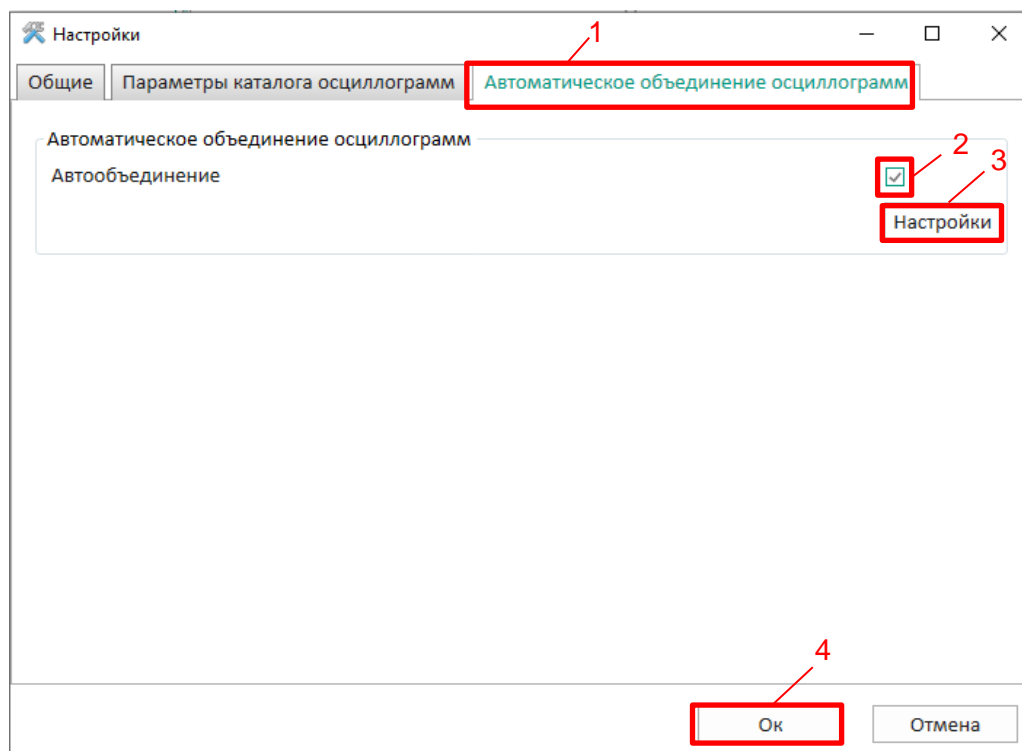 Настройки
1
Общие
Параметры каталога осциллограмм
Автоматическое объединение осциллограмм
Автоматическое объединение осциллограмм
2
3
Автообъединение
Настройки
4
Ок
Отмена